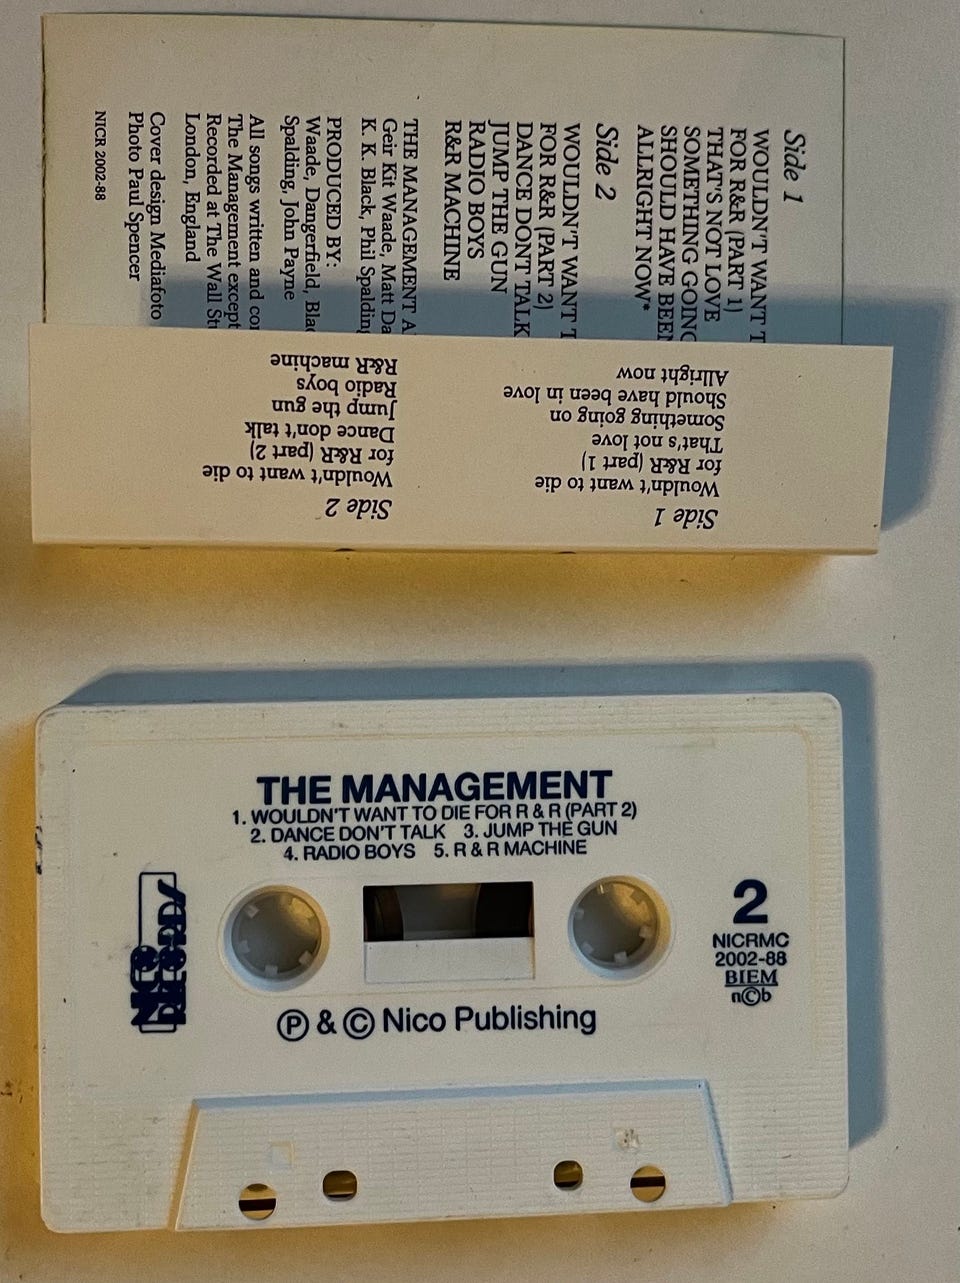 Side 1
WOULDN'T WANT
FOR R&R (PART 1)
THAT'S NOT LOVE
SOMETHING GOING
SHOULD HAVE BEEN
ALLRIGHT NOW*
Side 2
WOULDN'T WANT
FOR R&R (PART 2)
DANCE DONT TALK
JUMP THE GUN
RADIO BOYS
R&R MACHINE
THE MANAGEMENT
Geir Kit Waade, Matt
K. K. Black, Phil Spalding
PRODUCED BY:
Waade, Dangerfield,
Spalding, John Payne
All songs written and
The Management except
Recorded at The Wall
London, England
Cover design Mediafoto
Photo Paul Spencer
NICR 2002-88
Side 1
Wouldn't want to die
for R&R (part 1)
That's not love
Something going on
Should have been in love
Allright now
Side 2
Wouldn't want to die
for R&R (part 2)
Dance don't talk
Jump the gun
Radio boys
R&R machine
THE MANAGEMENT
1. WOULDN'T WANT TO DIE FOR R & R (PART 2)
2. DANCE DON'T TALK 3. JUMP THE GUN
4. RADIO BOYS 5. R & R MACHINE
2
NICRMC
2002-88
BIEM
n©b
Ⓟ & © Nico Publishing